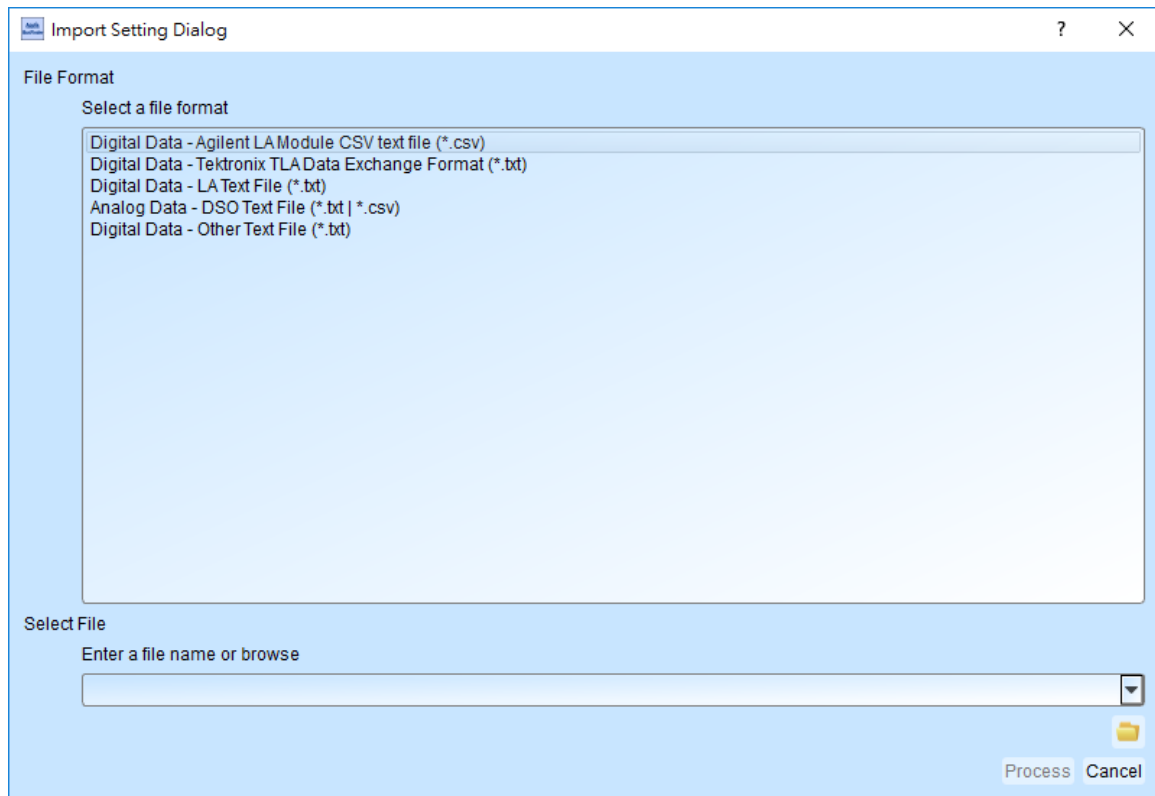 Import Setting Dialog
File Format
Select a file format
Digital Data - Agilent LA Module CSV text file (*.csv)
Digital Data - Tektronix TLA Data Exchange Format (*.txt)
Digital Data - LA Text File (*.txt)
Analog Data - DSO Text File (*.txt | *.csv)
Digital Data - Other Text File (*.txt)
Select File
Enter a file name or browse
Process Cancel